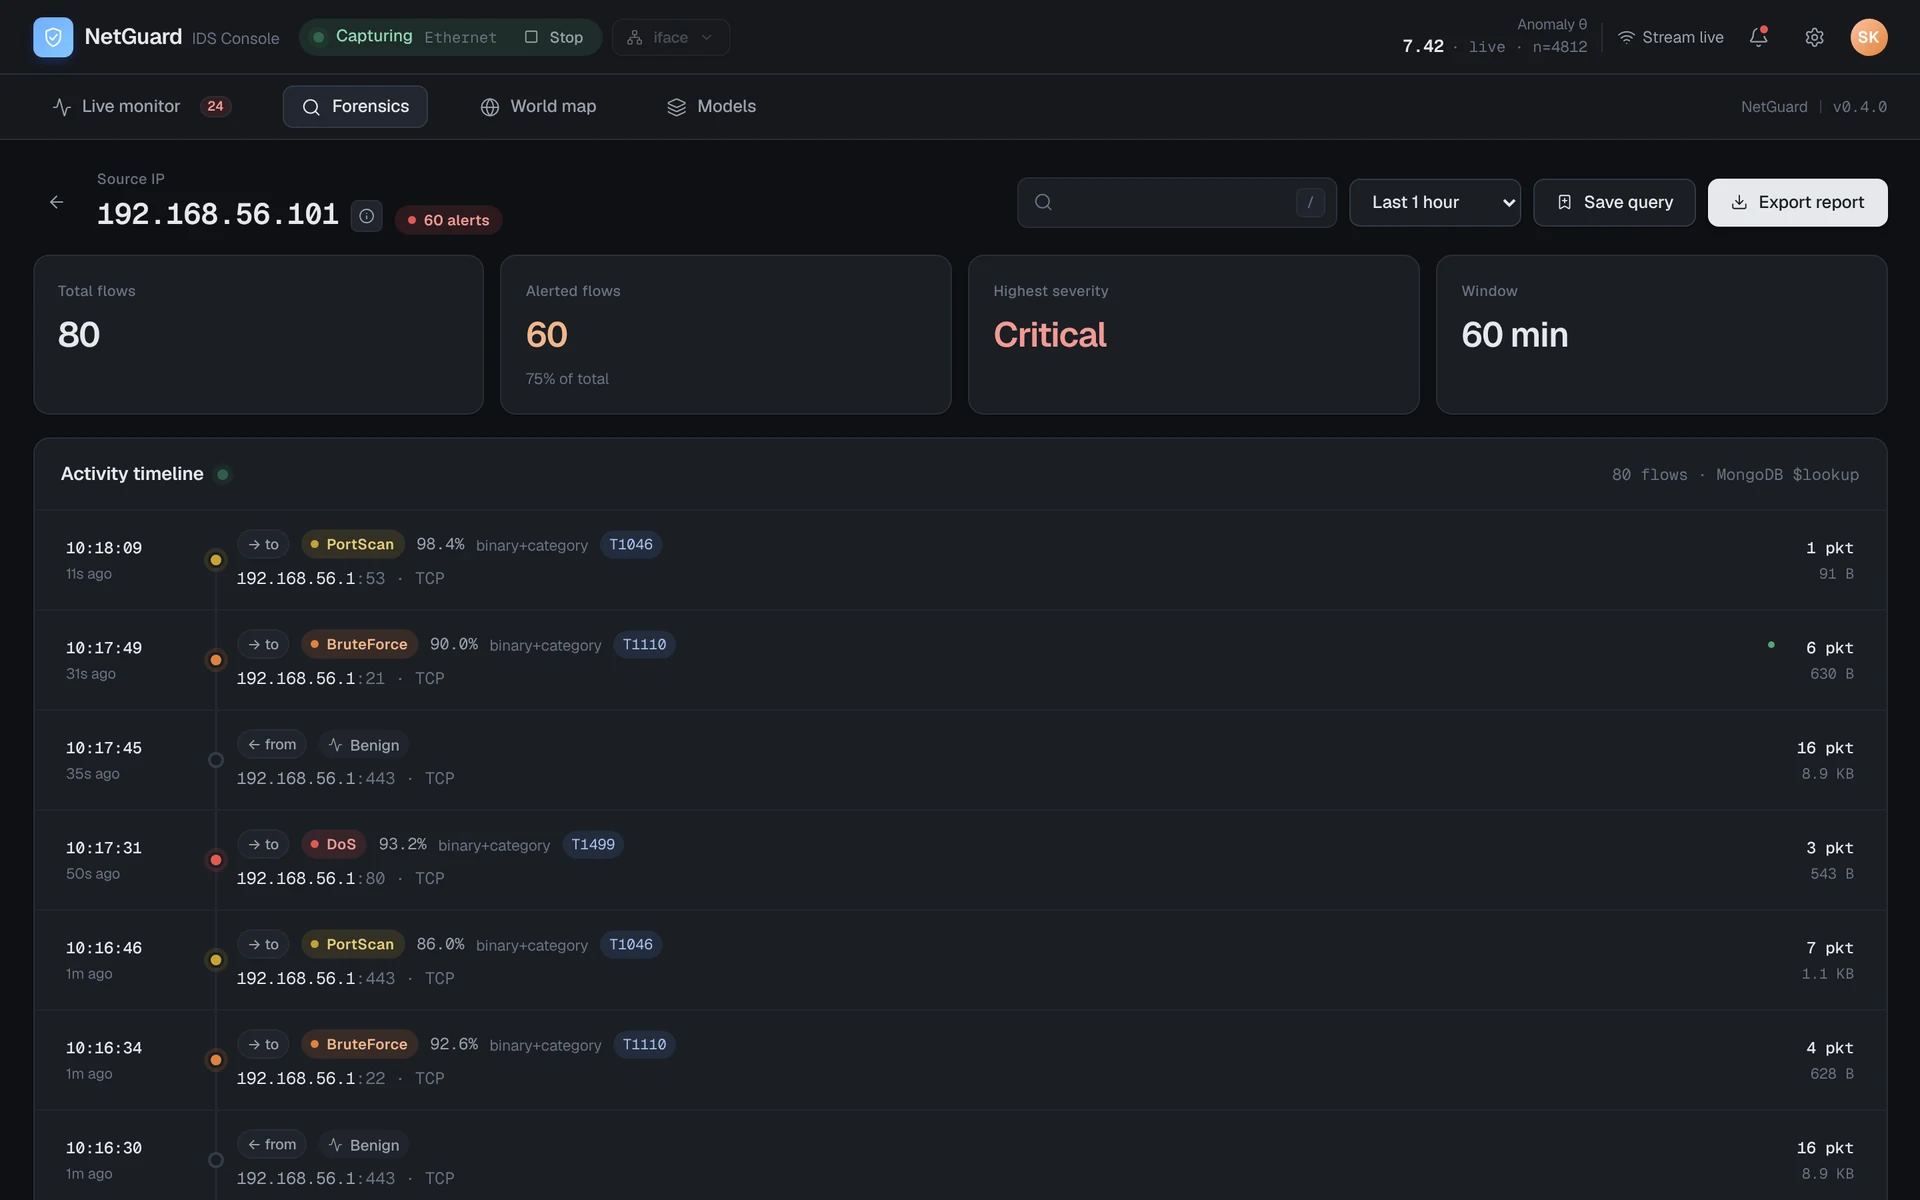 NetGuard IDS Console Capturing Ethernet Stop iface
Anomaly θ
7.42 · live · n=4812
Stream live
SK
Live monitor 24 Forensics World map Models NetGuard | v0.4.0
Source IP
192.168.56.101 60 alerts
/ Last 1 hour Save query Export report
Total flows
80
Alerted flows
60
75% of total
Highest severity
Critical
Window
60 min
Activity timeline 80 flows · MongoDB $lookup
10:18:09 → to PortScan 98.4% binary+category T1046 1 pkt
11s ago 192.168.56.1:53 · TCP 91 B
10:17:49 → to BruteForce 90.0% binary+category T1110 6 pkt
31s ago 192.168.56.1:21 · TCP 630 B
10:17:45 ← from Benign 16 pkt
35s ago 192.168.56.1:443 · TCP 8.9 KB
10:17:31 → to DoS 93.2% binary+category T1499 3 pkt
50s ago 192.168.56.1:80 · TCP 543 B
10:16:46 → to PortScan 86.0% binary+category T1046 7 pkt
1m ago 192.168.56.1:443 · TCP 1.1 KB
10:16:34 → to BruteForce 92.6% binary+category T1110 4 pkt
1m ago 192.168.56.1:22 · TCP 628 B
10:16:30 ← from Benign 16 pkt
1m ago 192.168.56.1:443 · TCP 8.9 KB